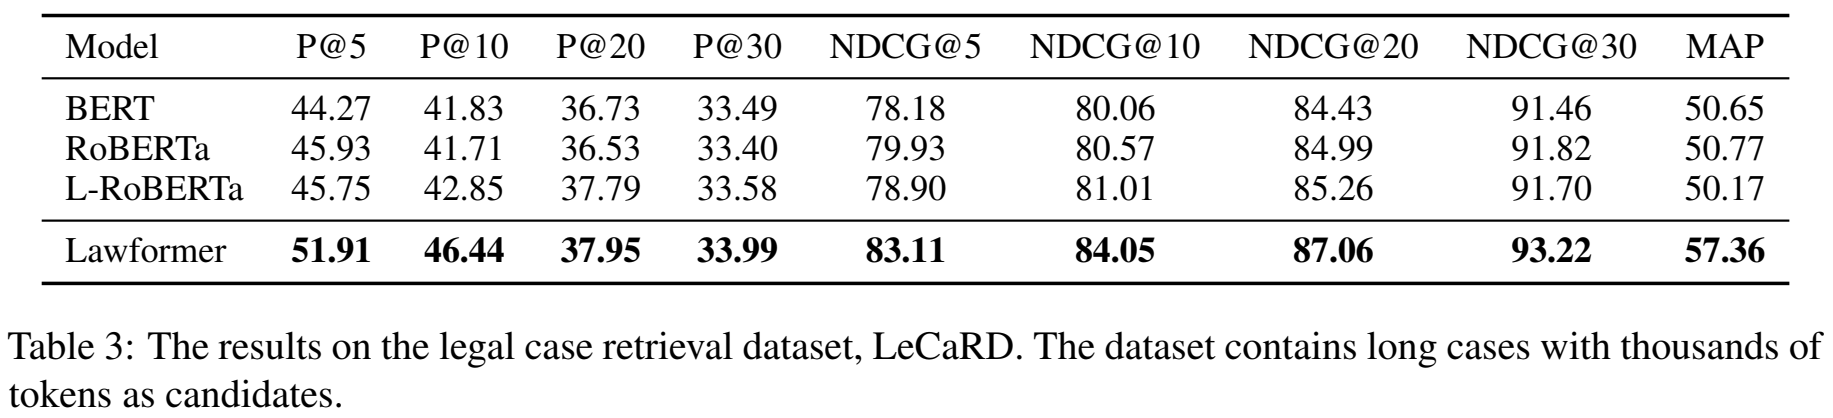 Model P@5 P@10 P@20 P@30 NDCG@5 NDCG@10 NDCG@20 NDCG@30 MAP
BERT 44.27 41.83 36.73 33.49 78.18 80.06 84.43 91.46 50.65
RoBERTa 45.93 41.71 36.53 33.40 79.93 80.57 84.99 91.82 50.77
L-RoBERTa 45.75 42.85 37.79 33.58 78.90 81.01 85.26 91.70 50.17
Lawformer 51.91 46.44 37.95 33.99 83.11 84.05 87.06 93.22 57.36
Table 3: The results on the legal case retrieval dataset, LeCaRD. The dataset contains long cases with thousands of
tokens as candidates.